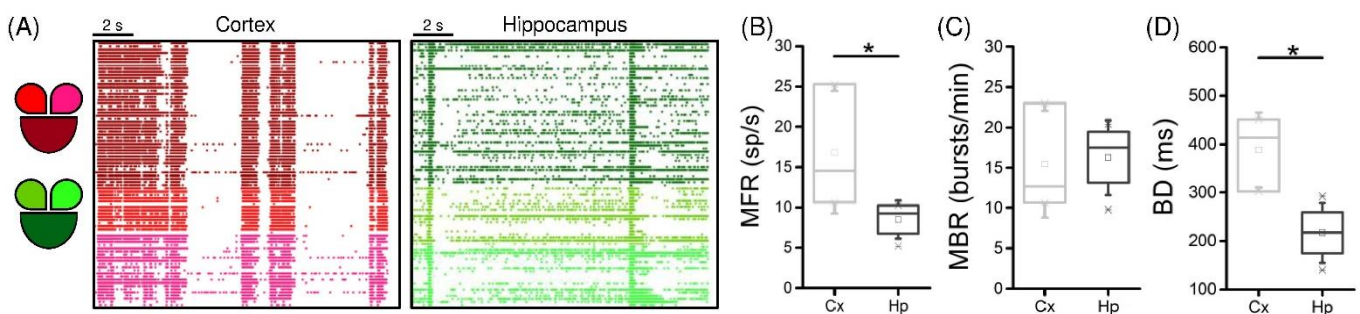 (A)
2 s
Cortex
2 s
Hippocampus
(B)
MFR (sp/s)
30
25
20
15
10
5
0
*
Cx
Hp
(C)
MBR (bursts/min)
30
25
20
15
10
5
0
Cx
Hp
(D)
BD (ms)
600
500
400
300
200
100
*
Cx
Hp